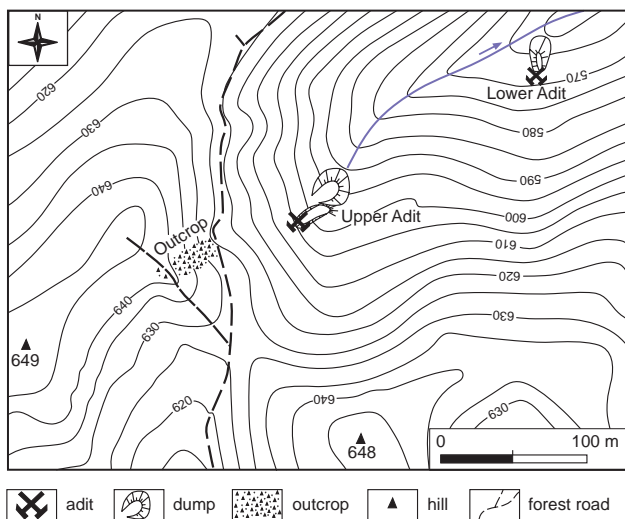 N
620
630
640
Outcrop
640
630
620
649
570
Lower Adit
580
590
600
Upper Adit
610
620
630
640
630
648
0 100 m
adit dump outcrop hill forest road